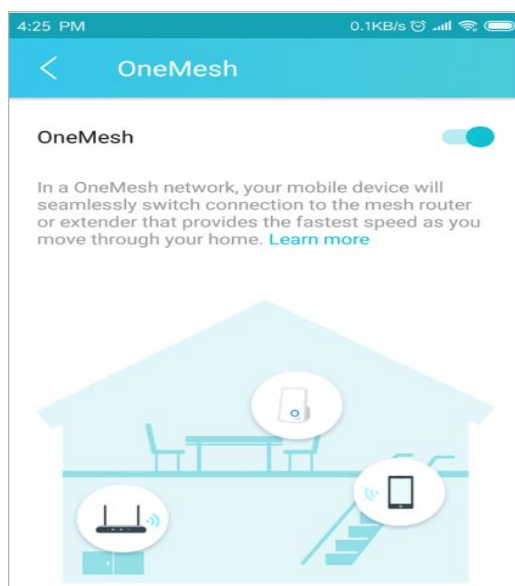 4:25 PM 0.1KB/s
OneMesh
OneMesh
In a OneMesh network, your mobile device will
seamlessly switch connection to the mesh router
or extender that provides the fastest speed as you
move through your home. Learn more